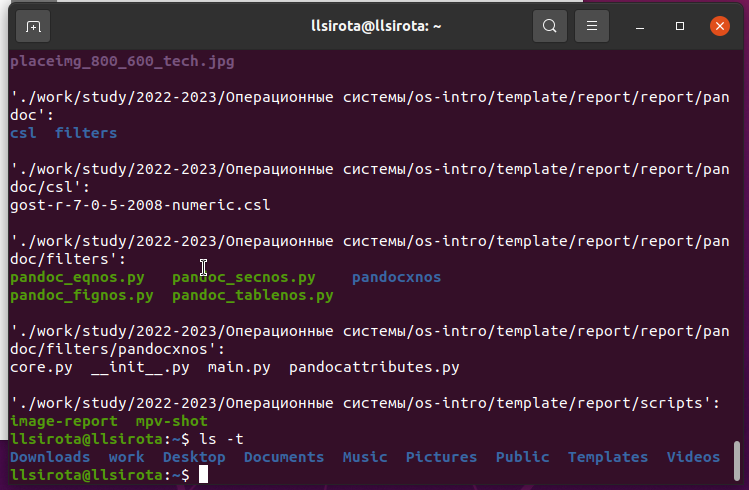 llsirota@llsirota: ~
placeimg_800_600_tech.jpg
'./work/study/2022-2023/Операционные системы/os-intro/template/report/report/pan
doc':
csl  filters
'./work/study/2022-2023/Операционные системы/os-intro/template/report/report/pan
doc/csl':
gost-r-7-0-5-2008-numeric.csl
'./work/study/2022-2023/Операционные системы/os-intro/template/report/report/pan
doc/filters':
pandoc_eqnos.py   pandoc_secnos.py    pandocxnos
pandoc_fignos.py  pandoc_tablenos.py
'./work/study/2022-2023/Операционные системы/os-intro/template/report/report/pan
doc/filters/pandocxnos':
core.py  __init__.py  main.py  pandocattributes.py
'./work/study/2022-2023/Операционные системы/os-intro/template/report/scripts':
image-report  mpv-shot
llsirota@llsirota:~$ ls -t
Downloads  work  Desktop  Documents  Music  Pictures  Public  Templates  Videos
llsirota@llsirota:~$